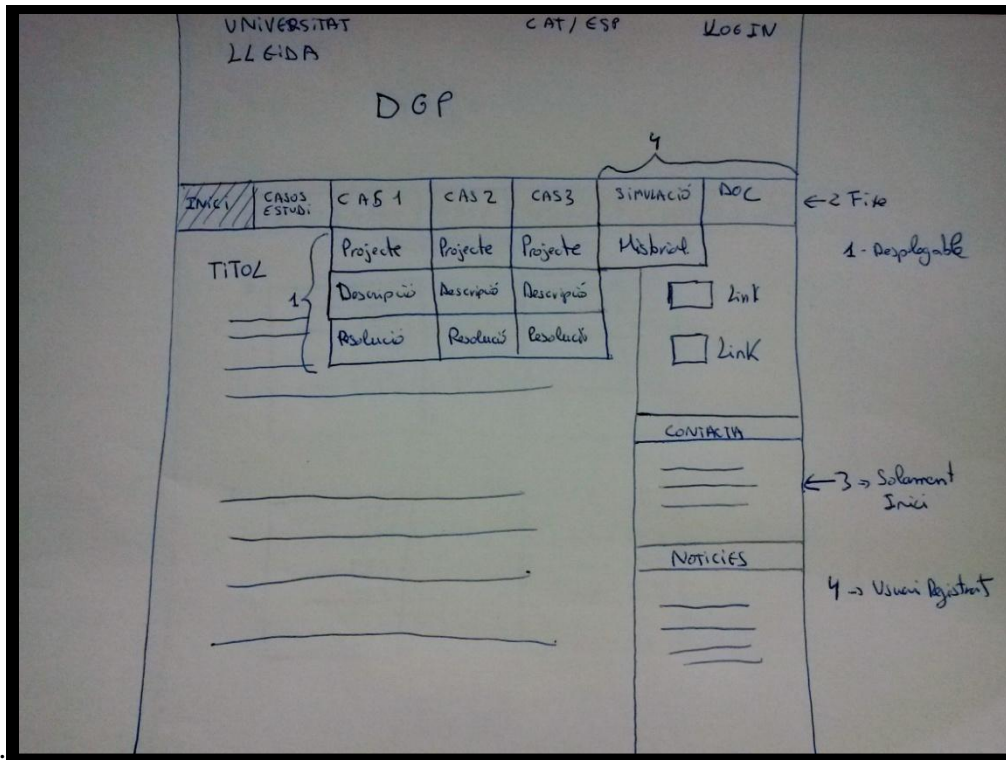 UNIVERSITAT CAT/ESP LOGIN
LLEIDA
DGP
4
INICI CASOS ESTUDI CAS 1 CAS 2 CAS3 SIMULACIÓ DOC ←2 Fixe
Projecte Projecte Projecte Historial 1- Desplegable
TITOL
1 Descripció Descripció Descripció Link
Resolució Resolució Resolució Link
CONTACTA
←3 → Solament
Inici
NOTICIES
4 → Usuari Registrat